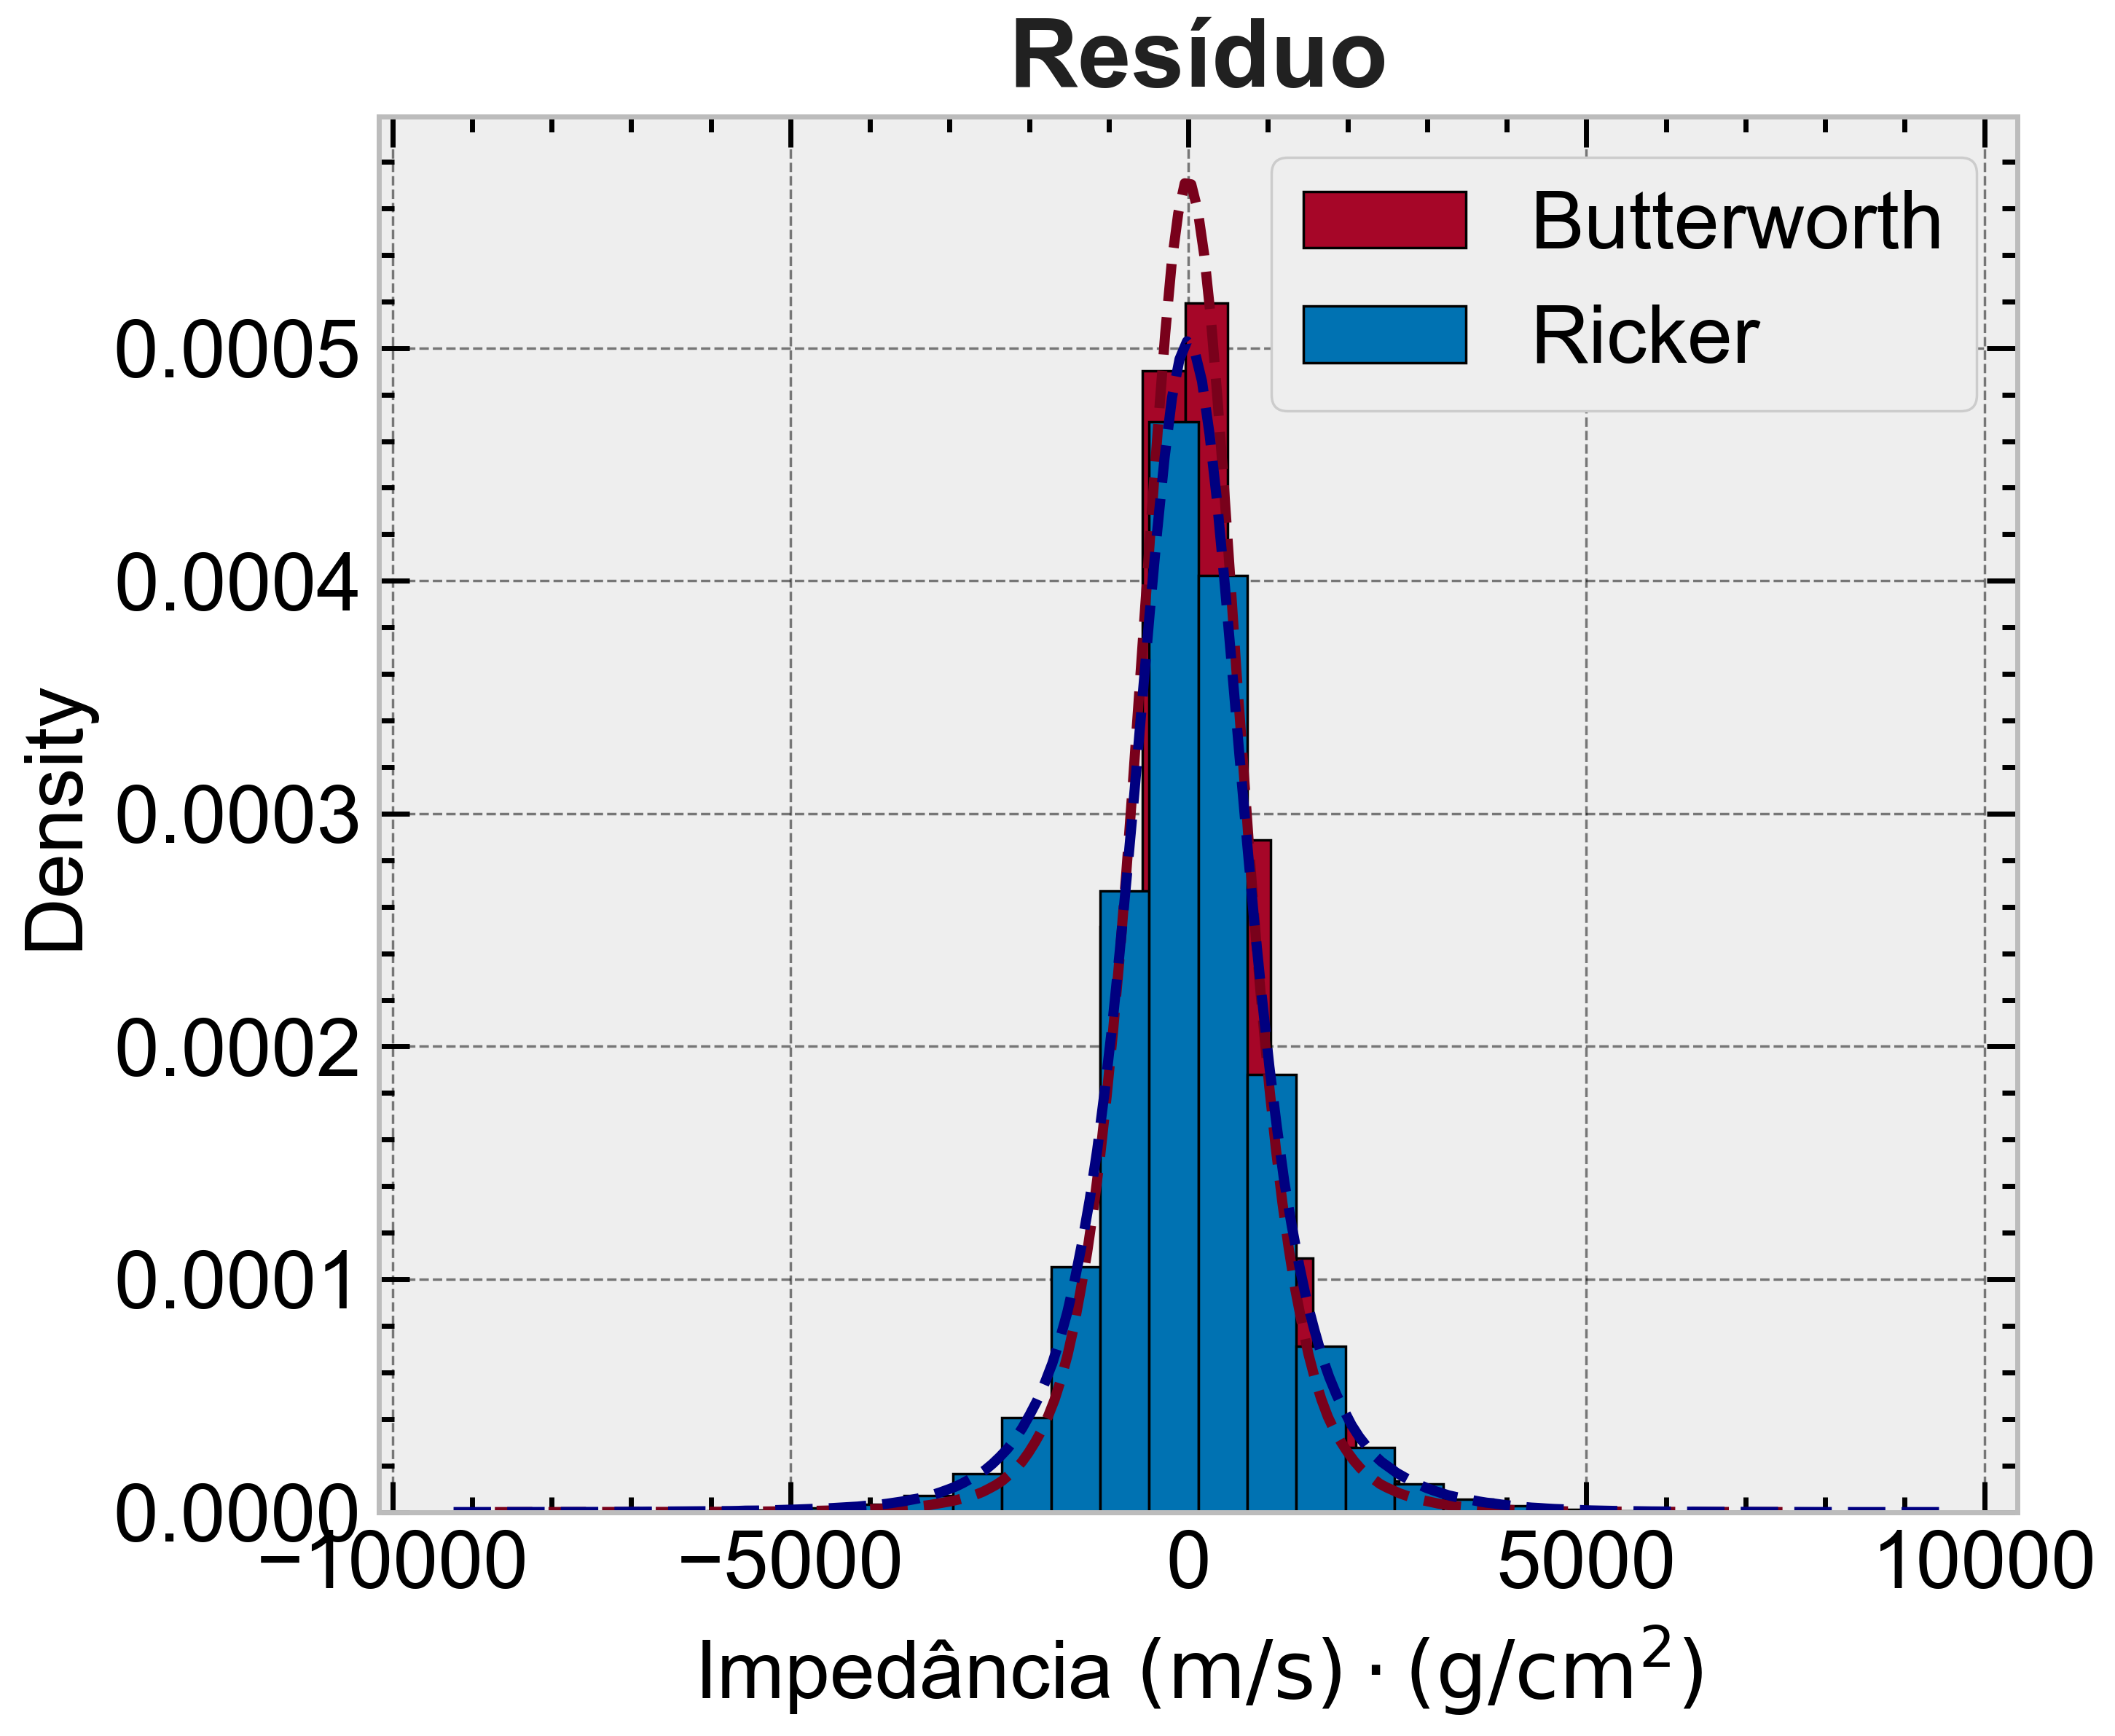 Resíduo
Butterworth
Ricker
0.0005
0.0004
0.0003
0.0002
0.0001
0.0000
Density
−10000 −5000 0 5000 10000
Impedância (m/s) · (g/cm²)